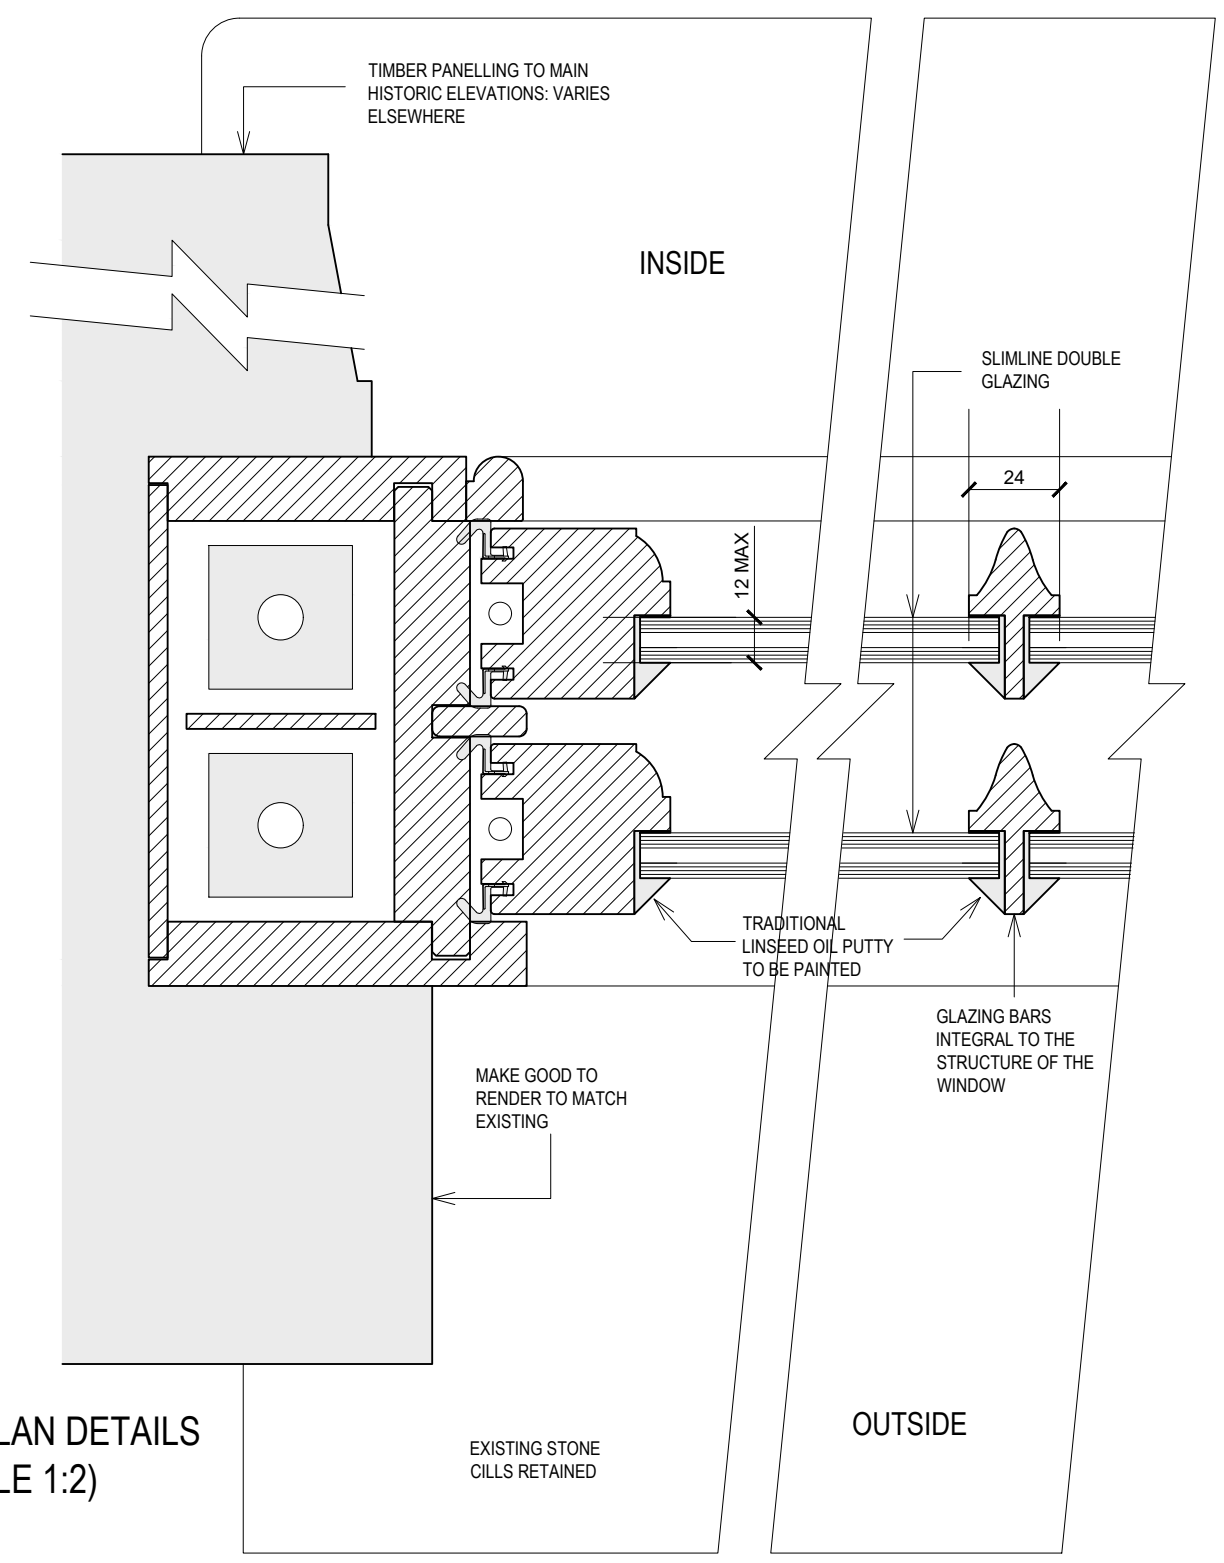 TIMBER PANELLING TO MAIN
HISTORIC ELEVATIONS: VARIES
ELSEWHERE
INSIDE
SLIMLINE DOUBLE
GLAZING
24
12 MAX
TRADITIONAL
LINSEED OIL PUTTY
TO BE PAINTED
GLAZING BARS
INTEGRAL TO THE
STRUCTURE OF THE
WINDOW
MAKE GOOD TO
RENDER TO MATCH
EXISTING
LAN DETAILS
LE 1:2)
EXISTING STONE
CILLS RETAINED
OUTSIDE